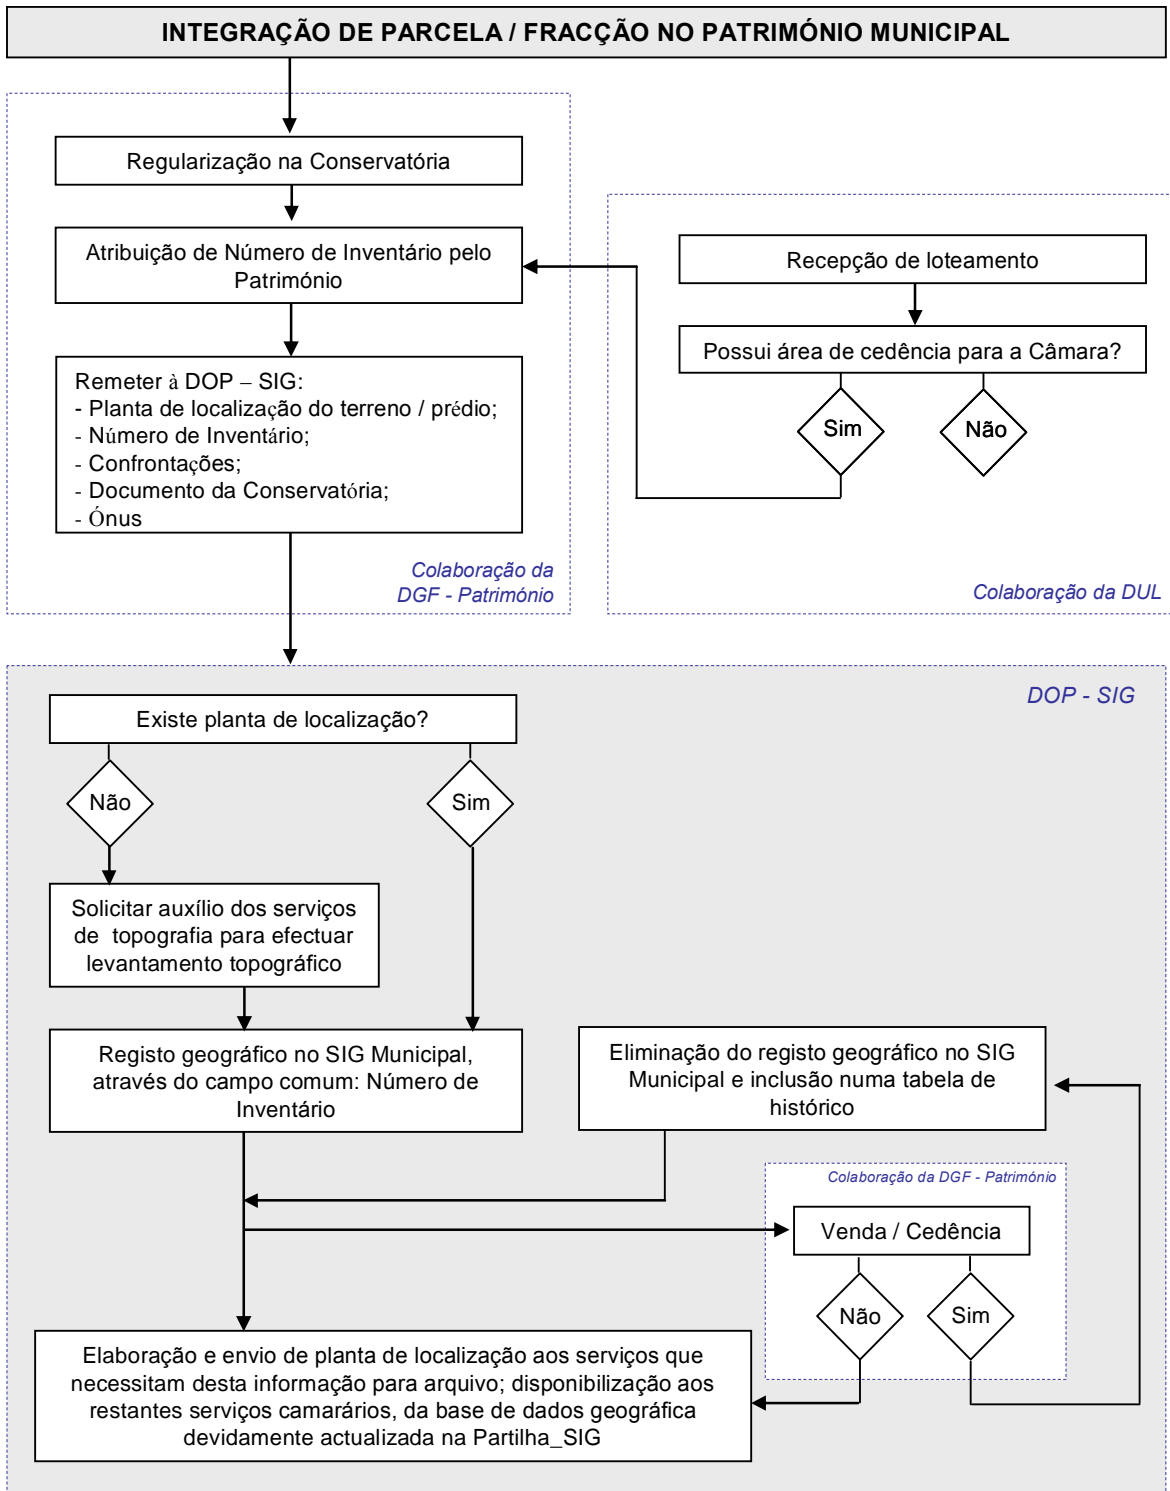 INTEGRAÇÃO DE PARCELA / FRACÇÃO NO PATRIMÓNIO MUNICIPAL
Regularização na Conservatória
Atribuição de Número de Inventário pelo
Património
Remeter à DOP – SIG:
- Planta de localização do terreno / prédio;
- Número de Inventário;
- Confrontações;
- Documento da Conservatória;
- Ónus
Colaboração da
DGF - Património
Recepção de loteamento
Possui área de cedência para a Câmara?
Sim
Não
Colaboração da DUL
DOP - SIG
Existe planta de localização?
Não
Sim
Solicitar auxílio dos serviços
de topografia para efectuar
levantamento topográfico
Registo geográfico no SIG Municipal,
através do campo comum: Número de
Inventário
Eliminação do registo geográfico no SIG
Municipal e inclusão numa tabela de
histórico
Colaboração da DGF - Património
Venda / Cedência
Não
Sim
Elaboração e envio de planta de localização aos serviços que
necessitam desta informação para arquivo; disponibilização aos
restantes serviços camarários, da base de dados geográfica
devidamente actualizada na Partilha_SIG